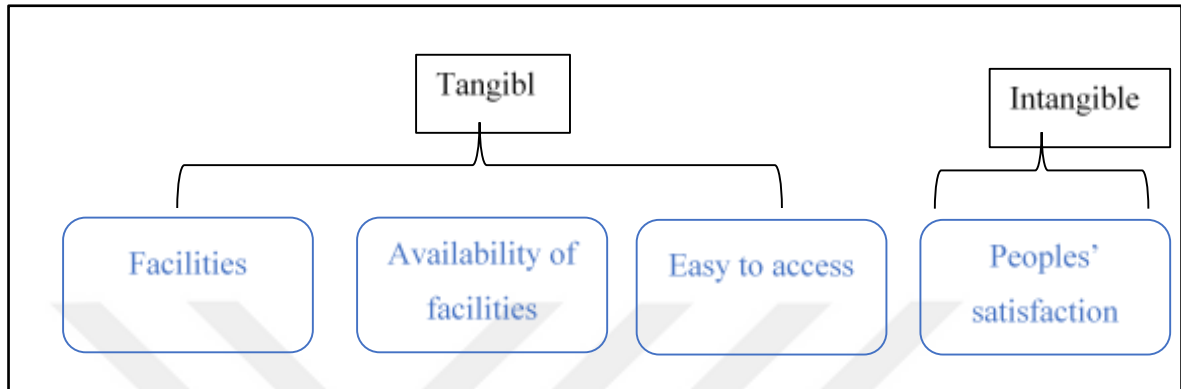 Tangibl
Intangible
Facilities
Availability of
facilities
Easy to access
Peoples’
satisfaction